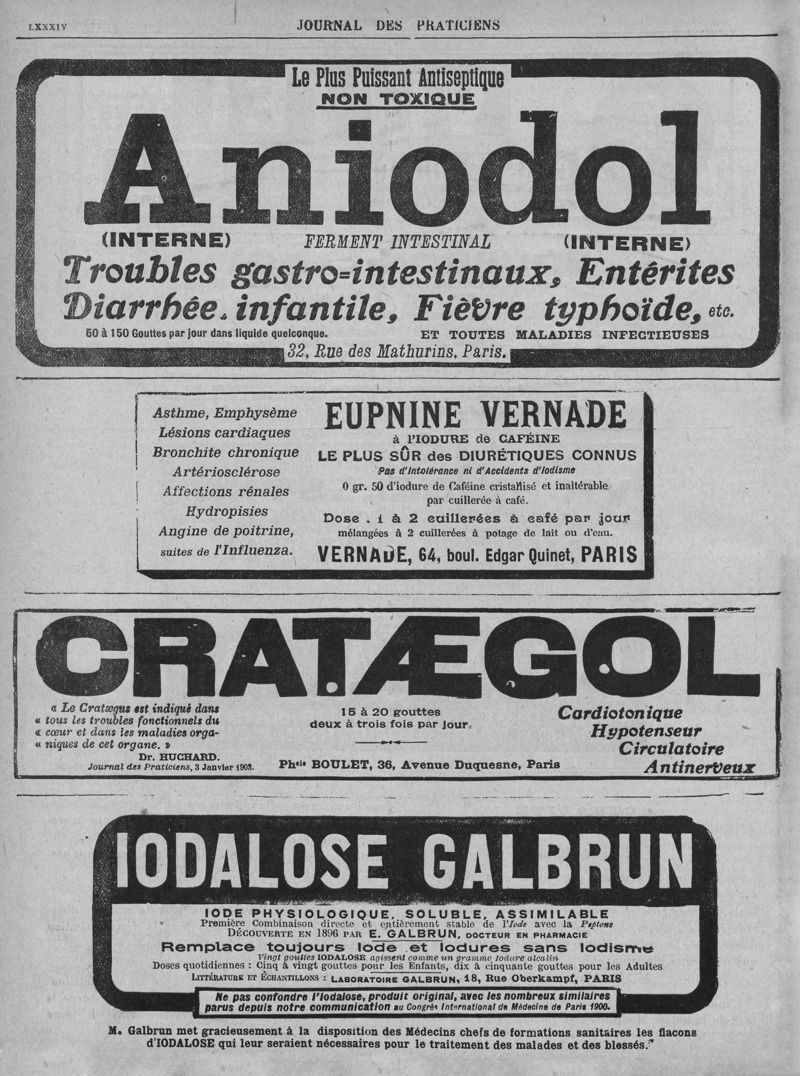 LXXXIV
JOURNAL DES PRATICIENS
Le Plus Puissant Antiseptique
NON TOXIQUE
Aniodol
(INTERNE) FERMENT INTESTINAL (INTERNE)
Troubles gastro=intestinaux, Entérites
Diarrhée infantile, Fièvre typhoïde, etc.
50 à 150 Gouttes par jour dans liquide quelconque. ET TOUTES MALADIES INFECTIEUSES
32, Rue des Mathurins, Paris.
Asthme, Emphysème
Lésions cardiaques
Bronchite chronique
Artériosclérose
Affections rénales
Hydropisies
Angine de poitrine,
suites de l'Influenza.
EUPNINE VERNADE
à l'IODURE de CAFÉINE
LE PLUS SÛR des DIURÉTIQUES CONNUS
Pas d'Intolérance ni d'Accidents d'Iodisme
0 gr. 50 d'iodure de Caféine cristallisé et inaltérable
par cuillerée à café.
Dose : 1 à 2 cuillerées à café par jour
mélangées à 2 cuillerées à potage de lait ou d'eau.
VERNADE, 64, boul. Edgar Quinet, PARIS
CRATÆGOL
« Le Cratægus est indiqué dans
« tous les troubles fonctionnels du
« cœur et dans les maladies orga-
« niques de cet organe. »
Dr. HUCHARD.
Journal des Praticiens, 3 Janvier 1903.
15 à 20 gouttes
deux à trois fois par jour.
Phcie BOULET, 36, Avenue Duquesne, Paris
Cardiotonique
Hypotenseur
Circulatoire
Antinerveux
IODALOSE GALBRUN
IODE PHYSIOLOGIQUE, SOLUBLE, ASSIMILABLE
Première Combinaison directe et entièrement stable de l'Iode avec la Peptone
DÉCOUVERTE EN 1896 PAR E. GALBRUN, DOCTEUR EN PHARMACIE
Remplace toujours Iode et Iodures sans Iodisme
Vingt gouttes IODALOSE agissent comme un gramme Iodure alcalin
Doses quotidiennes : Cinq à vingt gouttes pour les Enfants, dix à cinquante gouttes pour les Adultes
LITTÉRATURE ET ÉCHANTILLONS : LABORATOIRE GALBRUN, 18, Rue Oberkampf, PARIS
Ne pas confondre l'Iodalose, produit original, avec les nombreux similaires
parus depuis notre communication au Congrès International de Médecine de Paris 1900.
M. Galbrun met gracieusement à la disposition des Médecins chefs de formations sanitaires les flacons
d'IODALOSE qui leur seraient nécessaires pour le traitement des malades et des blessés."